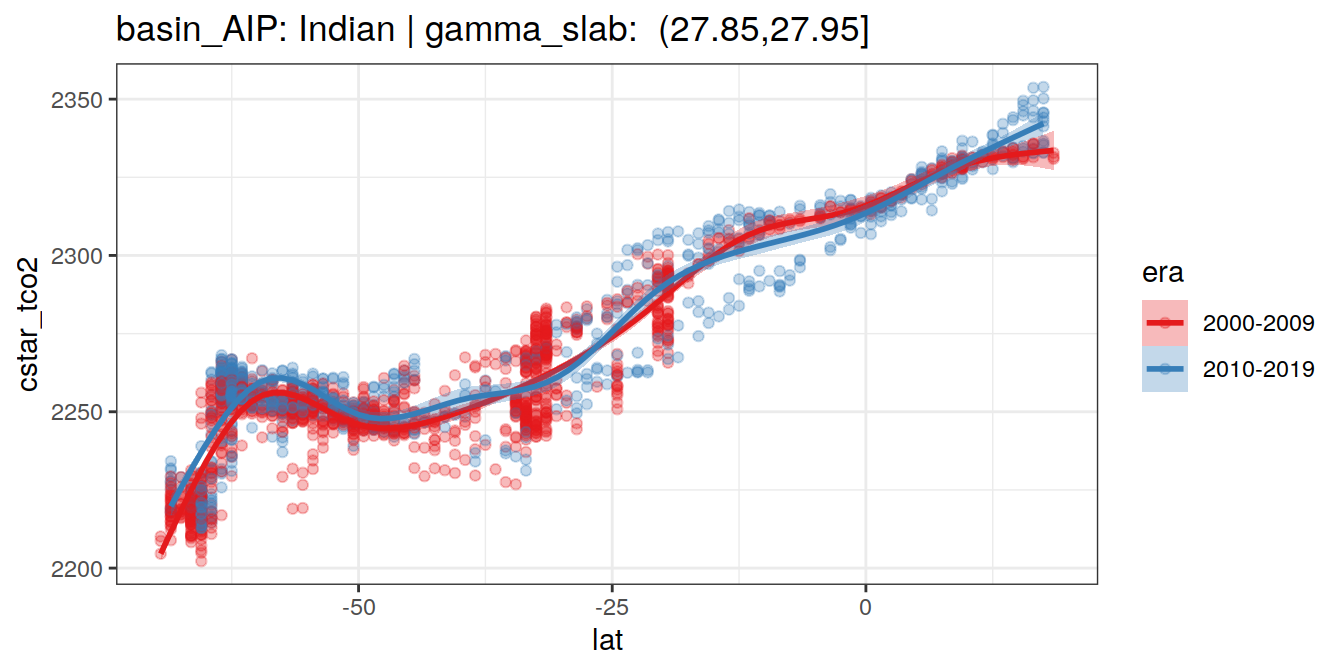 basin_AIP: Indian | gamma_slab:  (27.85,27.95]
2350
2300
2250
2200
cstar_tco2
-50
-25
0
lat
era
2000-2009
2010-2019